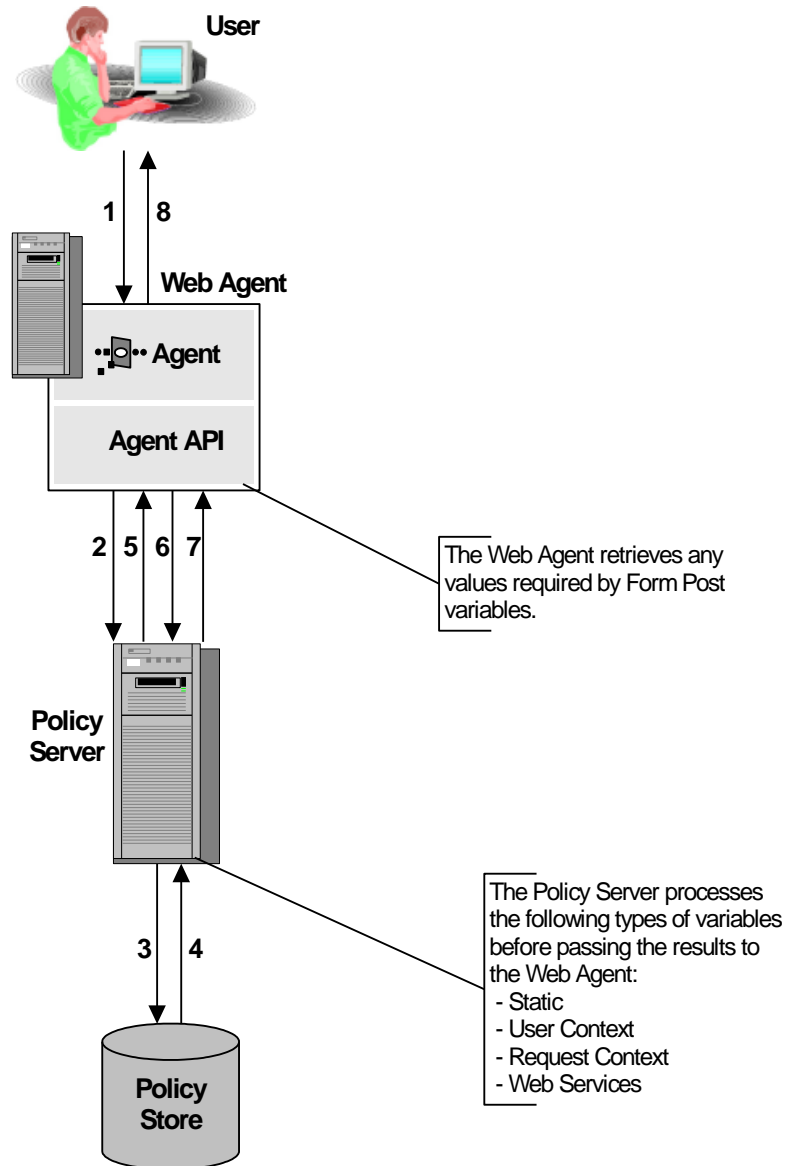 User
1 8
Web Agent
Agent
Agent API
2 5 6 7
The Web Agent retrieves any
values required by Form Post
variables.
Policy
Server
The Policy Server processes
the following types of variables
before passing the results to
the Web Agent:
- Static
- User Context
- Request Context
- Web Services
3 4
Policy
Store